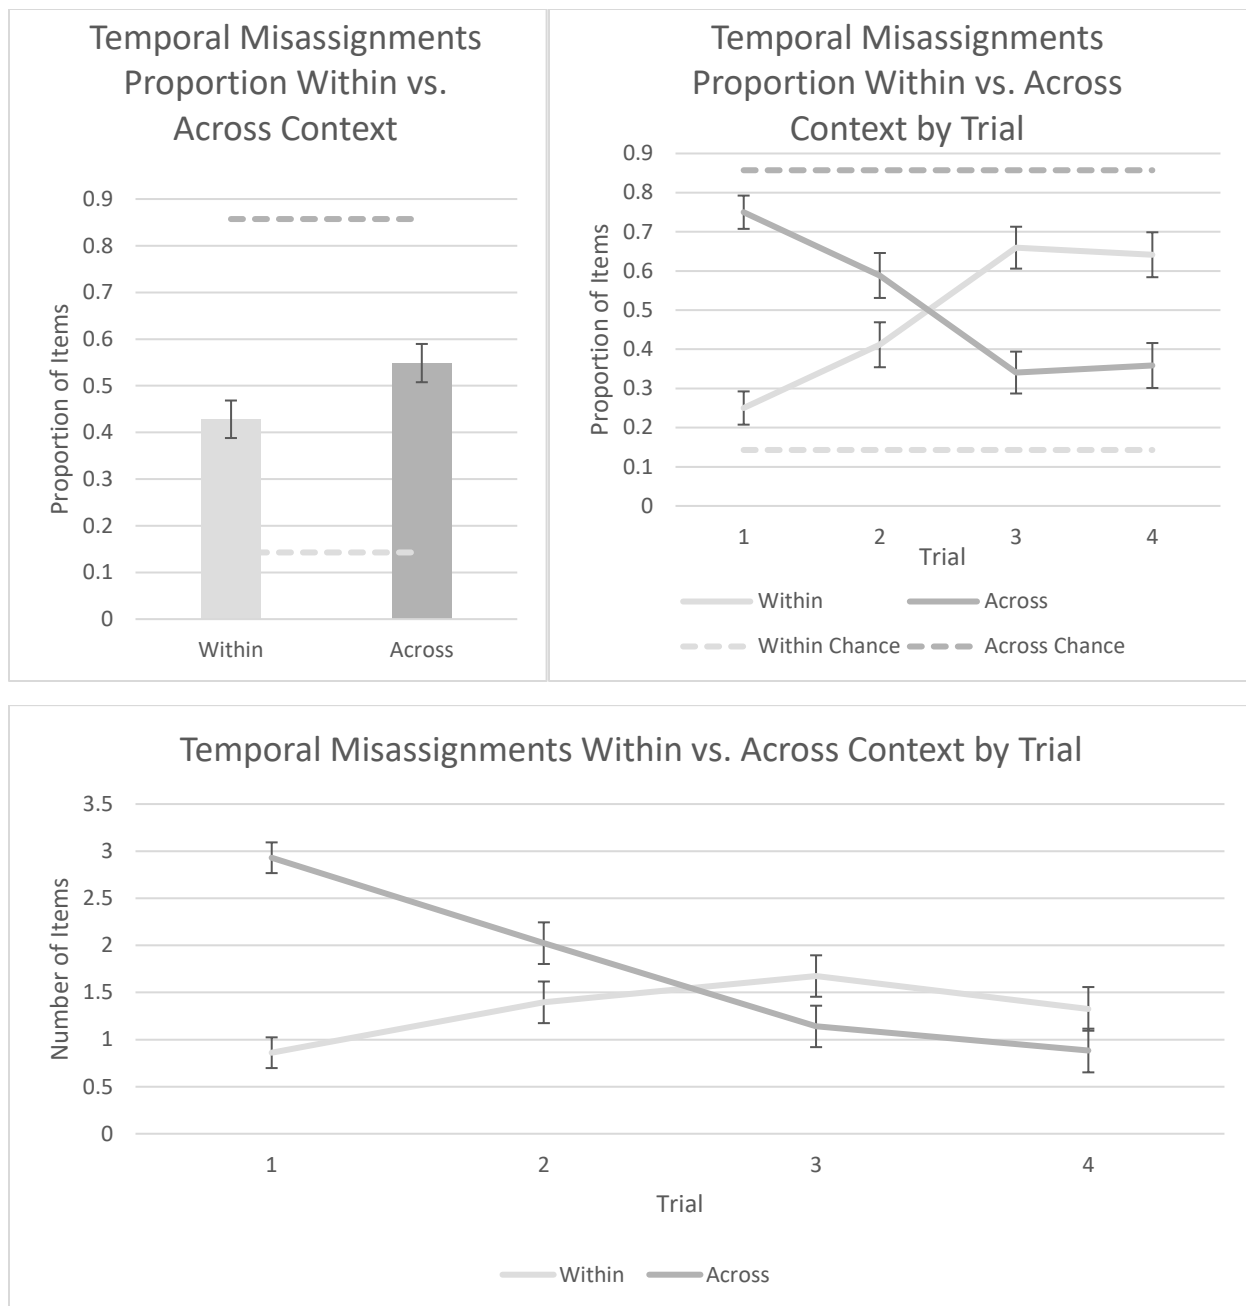 Temporal Misassignments
Proportion Within vs.
Across Context
Proportion of Items
0.9
0.8
0.7
0.6
0.5
0.4
0.3
0.2
0.1
0
Within Across
Temporal Misassignments
Proportion Within vs. Across
Context by Trial
Proportion of Items
0.9
0.8
0.7
0.6
0.5
0.4
0.3
0.2
0.1
0
1 2 3 4
Trial
Within Across
Within Chance Across Chance
Temporal Misassignments Within vs. Across Context by Trial
Number of Items
3.5
3
2.5
2
1.5
1
0.5
0
1 2 3 4
Trial
Within Across